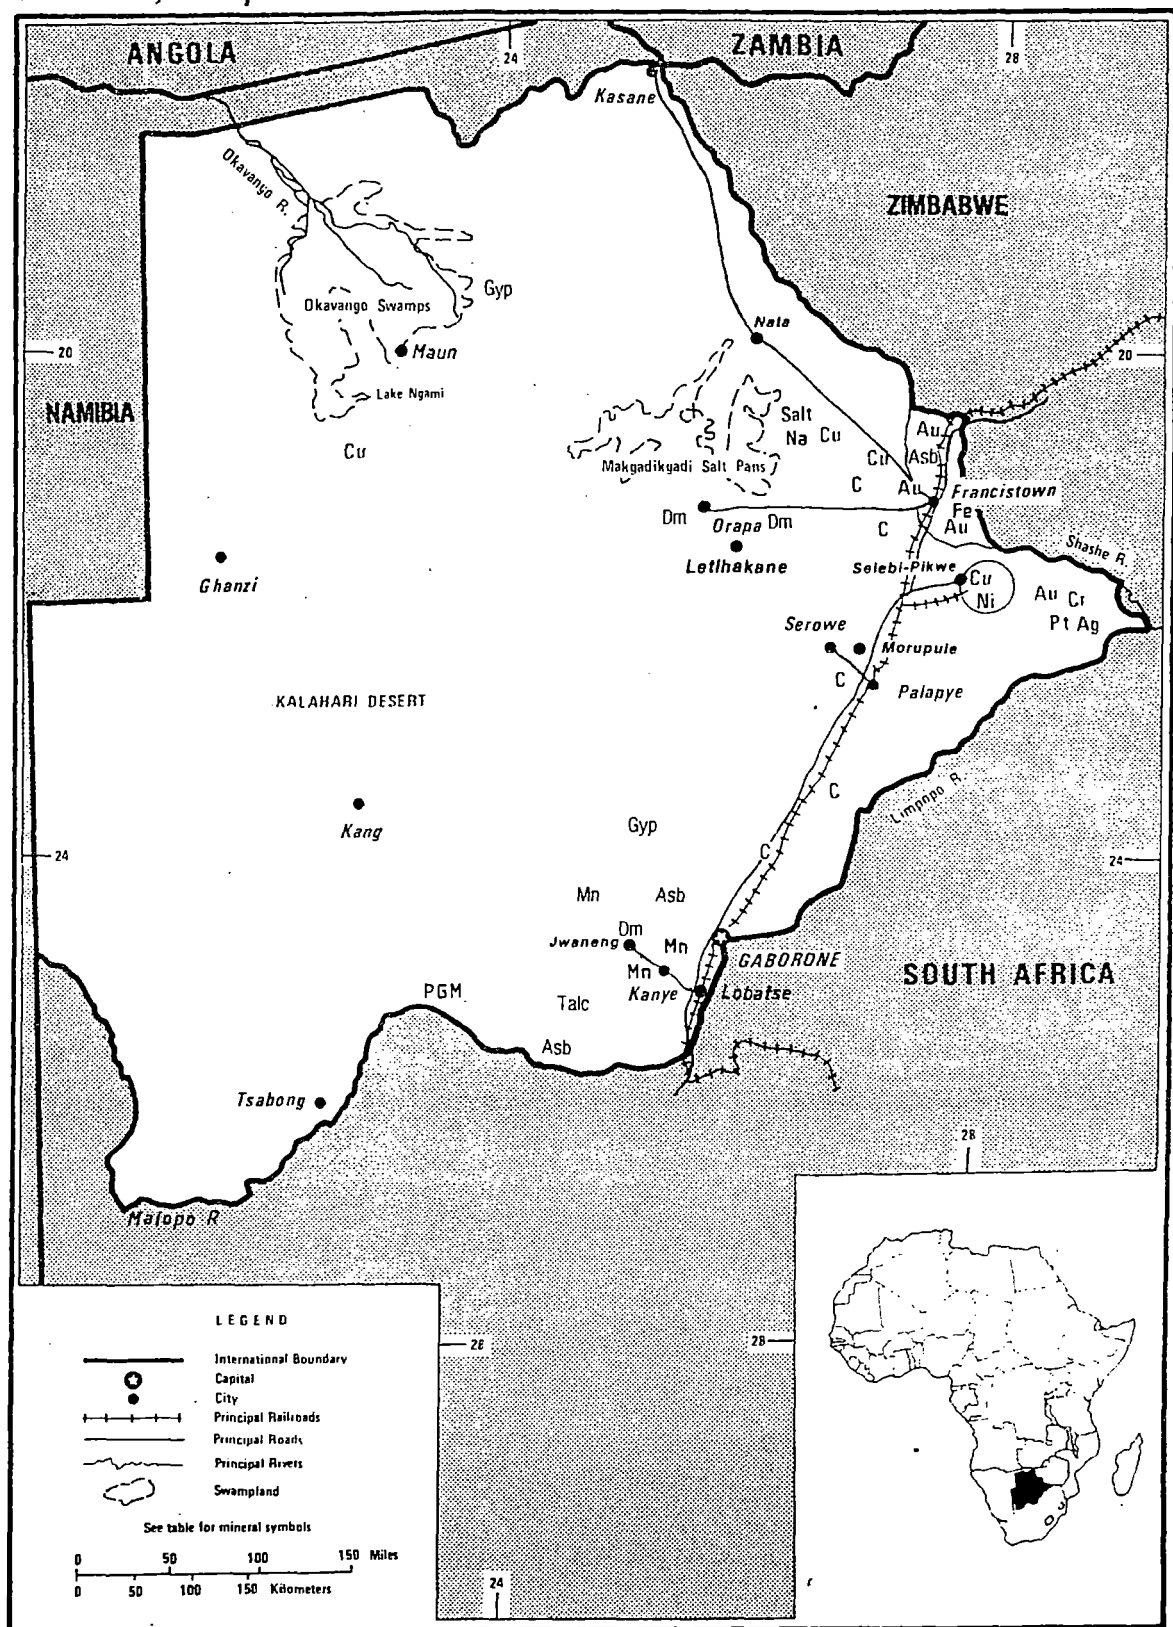 ANGOLA
ZAMBIA
24
28
Kasane
Okavango R.
ZIMBABWE
Gyp
Okavango Swamps
Nata
20
Maun
20
Lake Ngami
NAMIBIA
Salt
Au
Cu
Na Cu
Cu
Asb
Makgadikgadi Salt Pans
C
Au
Francistown
Dm
Orapa
Dm
C
Fe
Au
Shashe R.
Ghanzi
Letlhakane
Selebi-Pikwe
Cu
Ni
Au
Cr
Pt Ag
Serowe
Morupule
C
Palapye
KALAHARI DESERT
C
Limpopo R.
Kang
Gyp
24
C
24
Mn
Asb
Dm
Jwaneng
Mn
GABORONE
SOUTH AFRICA
Mn
Kanye
Lobatse
PGM
Talc
Asb
Tsabong
28
Malopo R
LEGEND
28
28
International Boundary
Capital
City
Principal Railroads
Principal Roads
Principal Rivers
Swampland
See table for mineral symbols
0 50 100 150 Miles
0 50 100 150 Kilometers
24